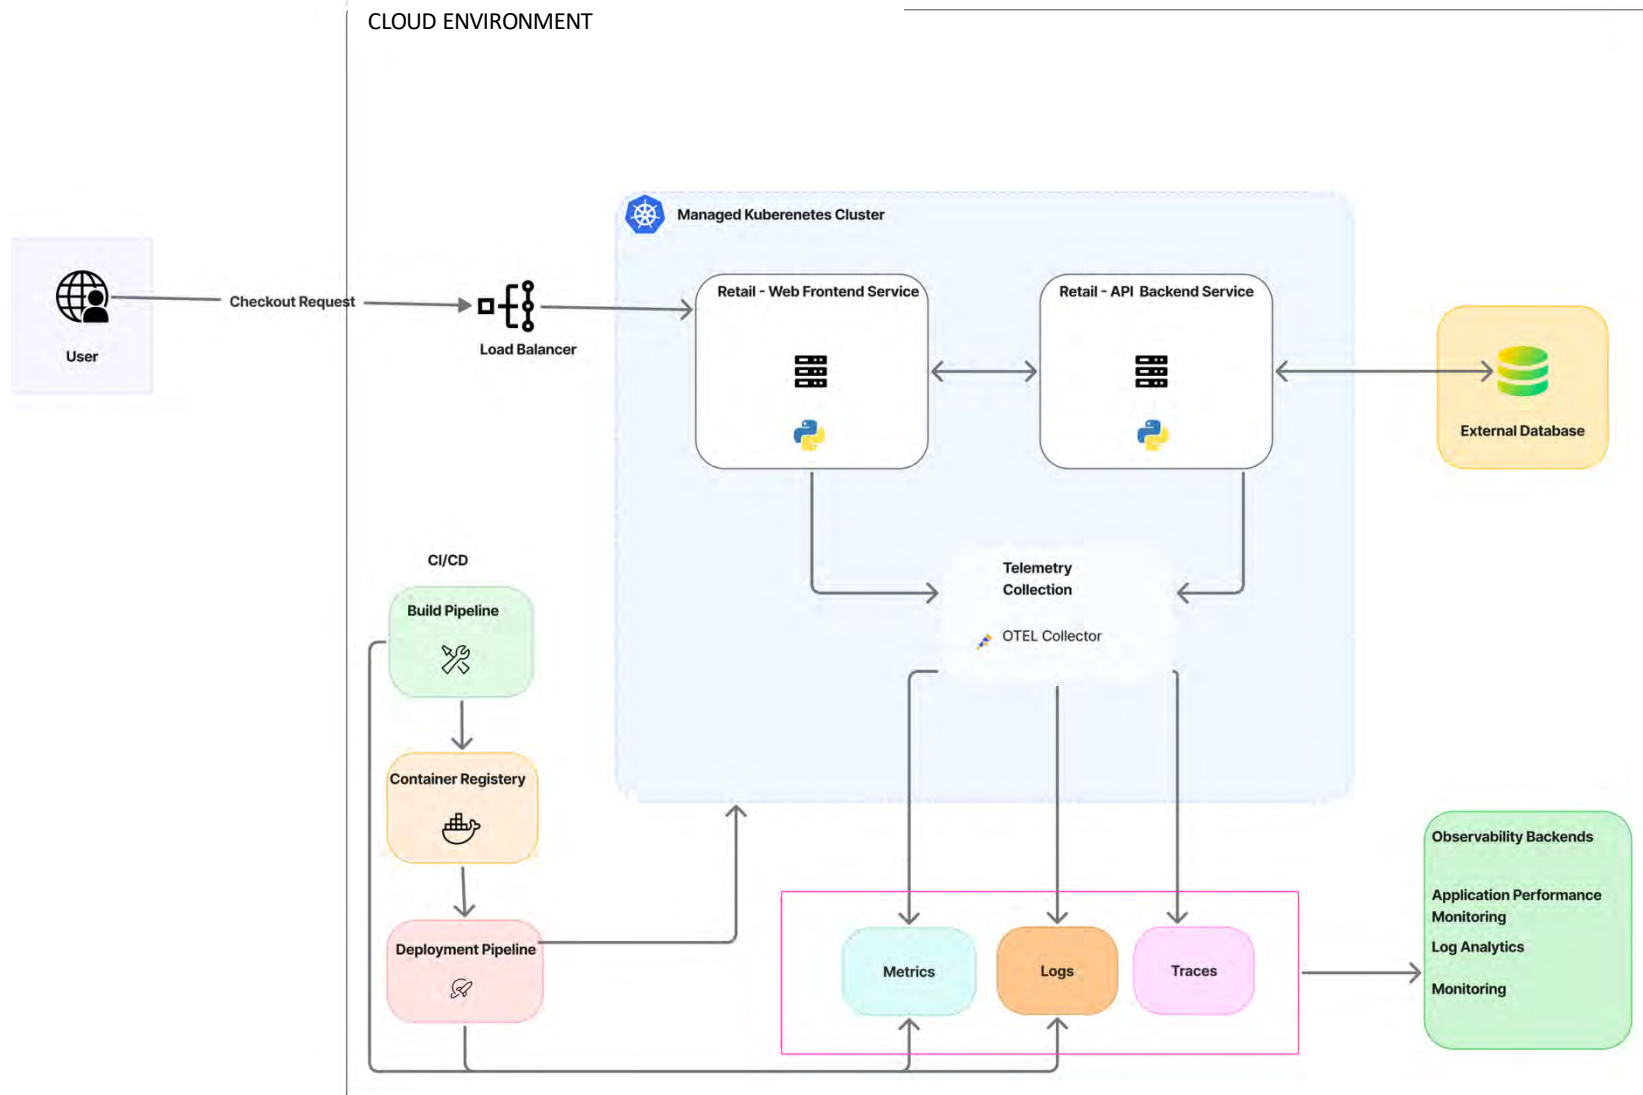 CLOUD ENVIRONMENT
Managed Kuberenetes Cluster
Retail - Web Frontend Service
Retail - API Backend Service
Checkout Request
User
Load Balancer
External Database
Telemetry
Collection
OTEL Collector
CI/CD
Build Pipeline
Container Registery
Deployment Pipeline
Metrics
Logs
Traces
Observability Backends
Application Performance
Monitoring
Log Analytics
Monitoring